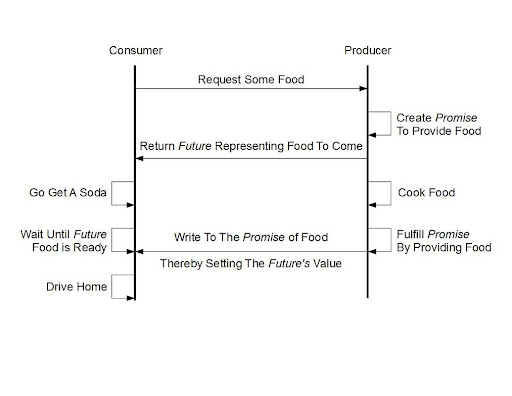 Consumer
Producer
Request Some Food
Create Promise
To Provide Food
Return Future Representing Food To Come
Go Get A Soda
Cook Food
Wait Until Future
Food is Ready
Write To The Promise of Food
Fulfill Promise
By Providing Food
Thereby Setting The Future's Value
Drive Home